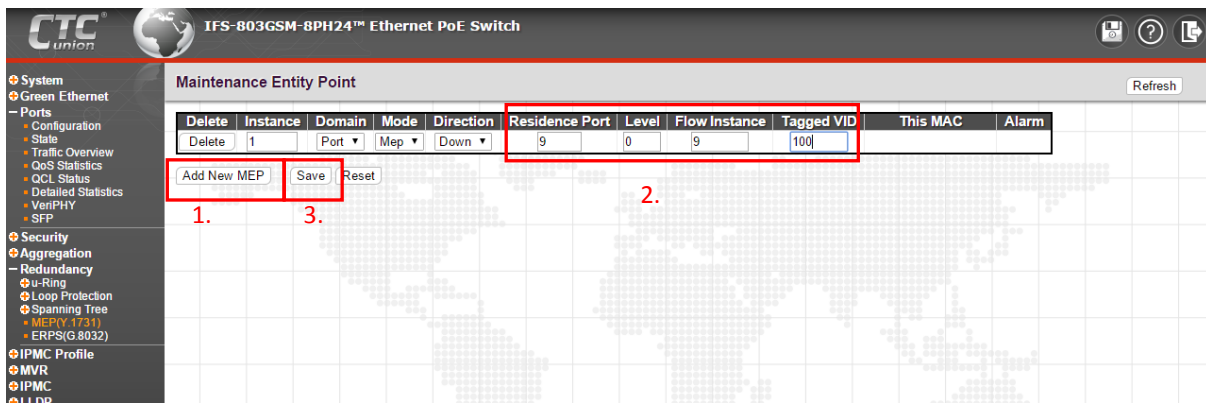 CTC®
union
IFS-803GSM-8PH24™ Ethernet PoE Switch
System
Green Ethernet
Ports
Configuration
State
Traffic Overview
QoS Statistics
QCL Status
Detailed Statistics
VeriPHY
SFP
Security
Aggregation
Redundancy
u-Ring
Loop Protection
Spanning Tree
MEP(Y.1731)
ERPS(G.8032)
IPMC Profile
MVR
IPMC
LLDP
Maintenance Entity Point
Refresh
Delete Instance Domain Mode Direction Residence Port Level Flow Instance Tagged VID This MAC Alarm
Delete 1 Port Mep Down 9 0 9 100
Add New MEP Save Reset
1. 3. 2.